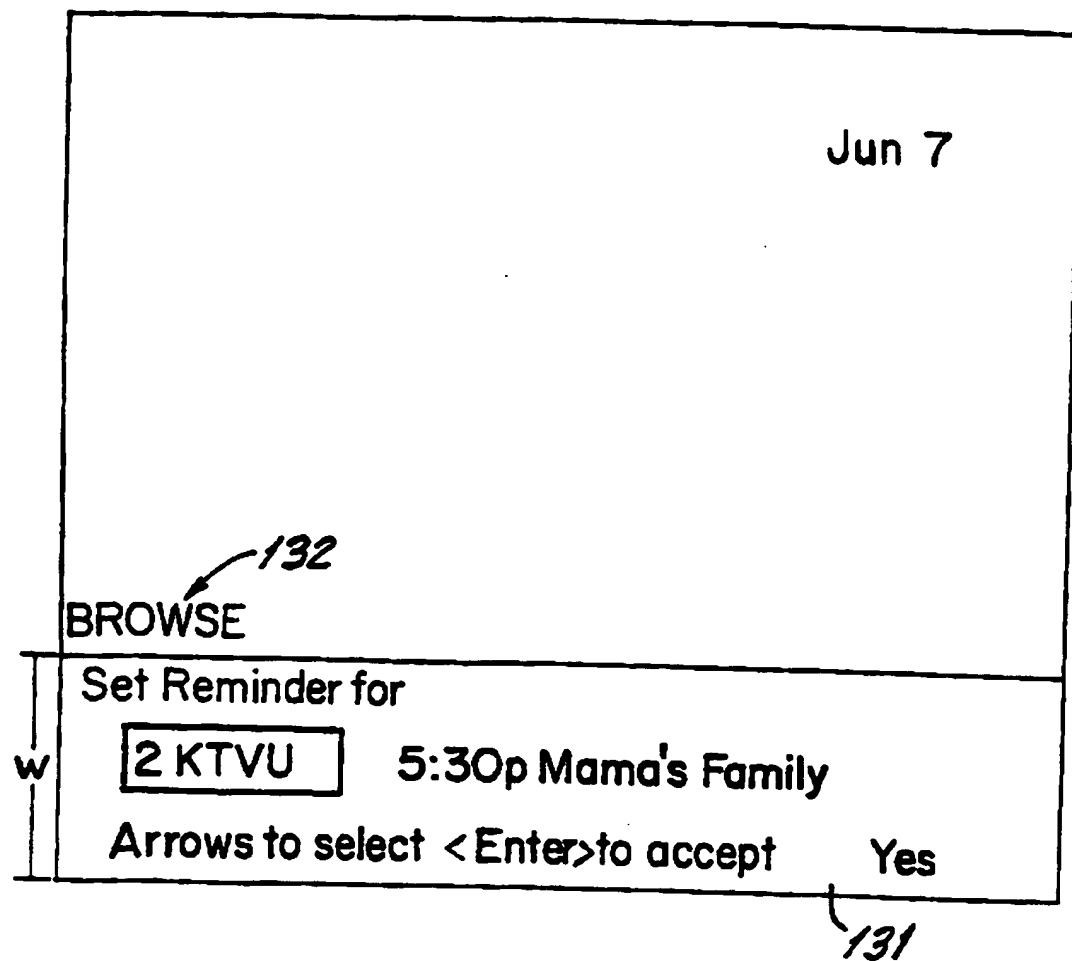 Jun 7
132
BROWSE
Set Reminder for
W
2 KTVU 5:30p Mama's Family
Arrows to select <Enter>to accept Yes
131